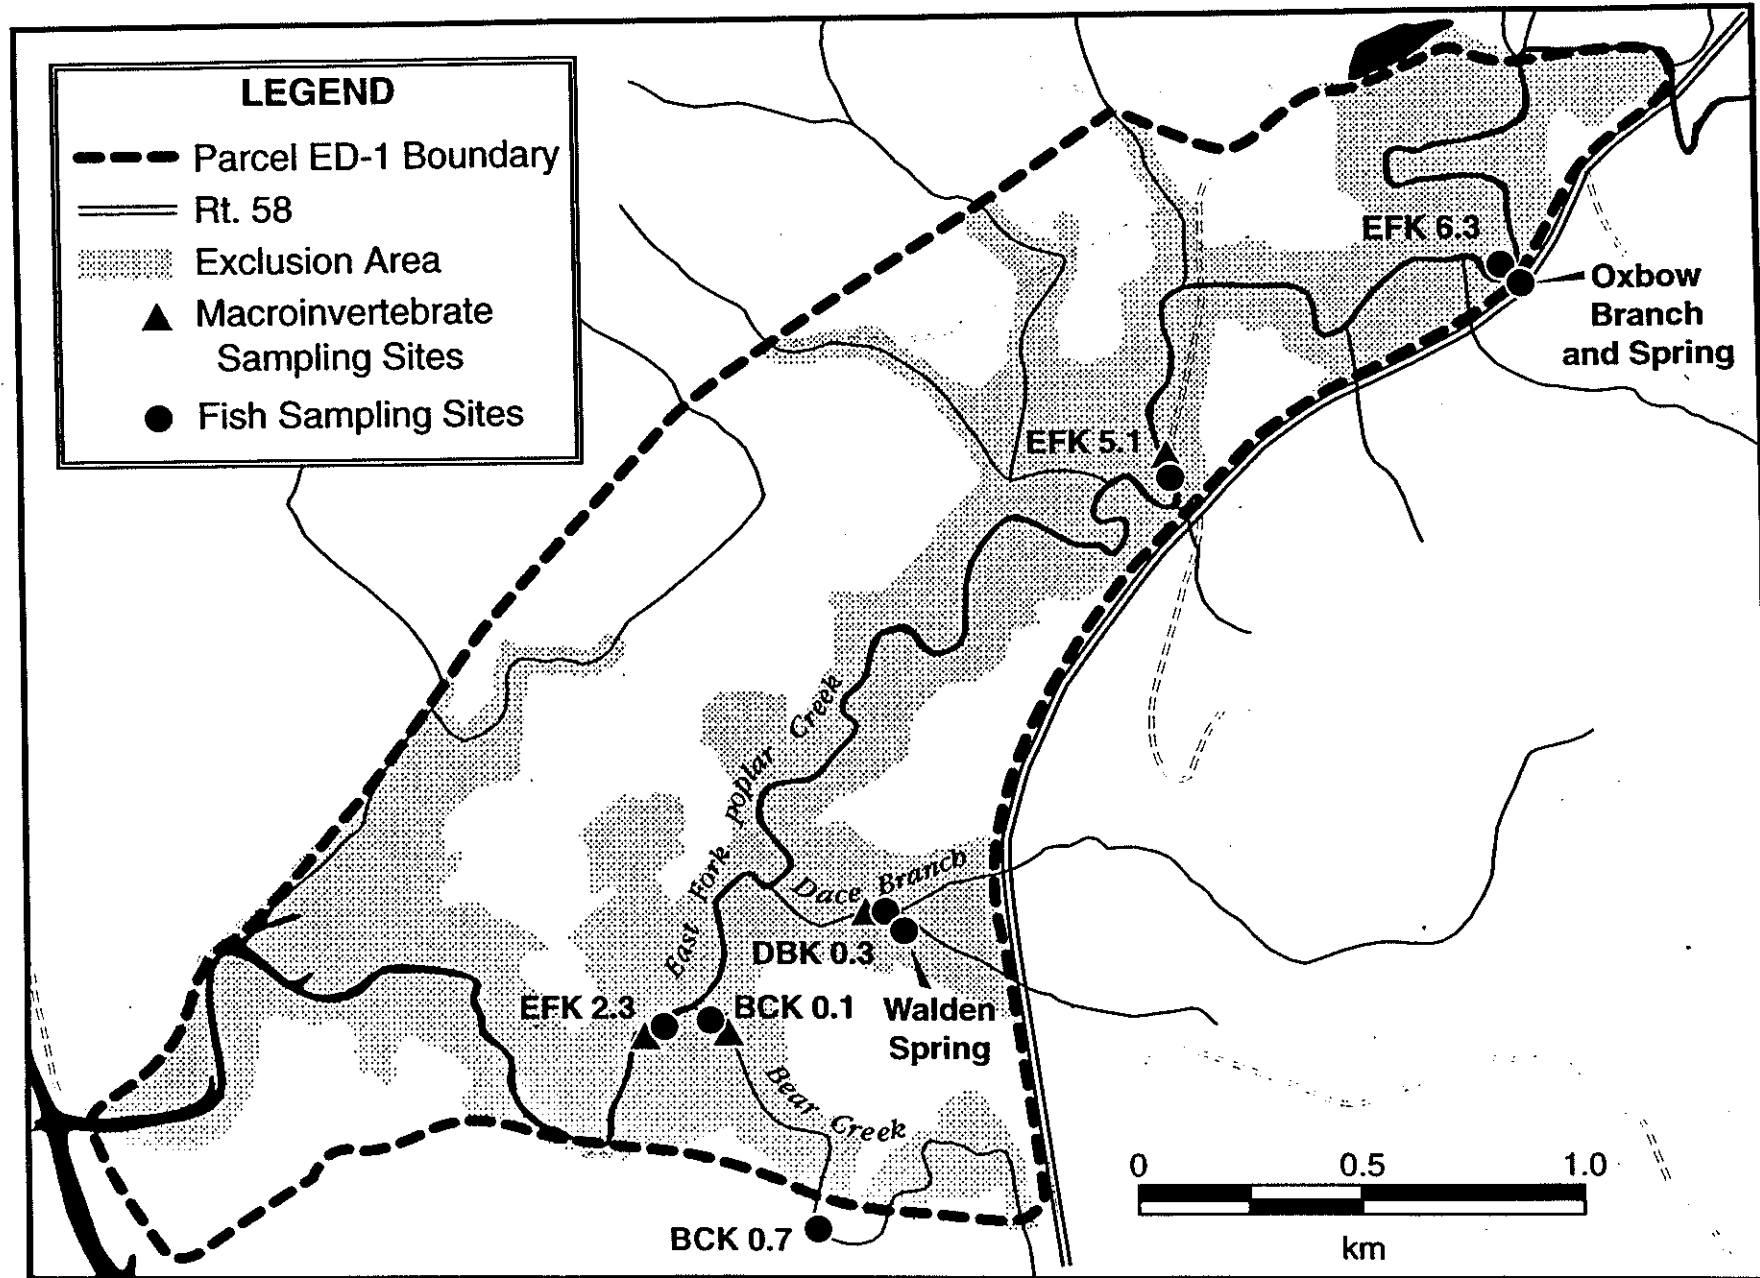 LEGEND
Parcel ED-1 Boundary
Rt. 58
Exclusion Area
Macroinvertebrate
Sampling Sites
Fish Sampling Sites
EFK 6.3
Oxbow
Branch
and Spring
EFK 5.1
East Fork poplar Creek
Dace Branch
DBK 0.3
EFK 2.3
BCK 0.1
Walden
Spring
Bear Creek
BCK 0.7
0 0.5 1.0
km